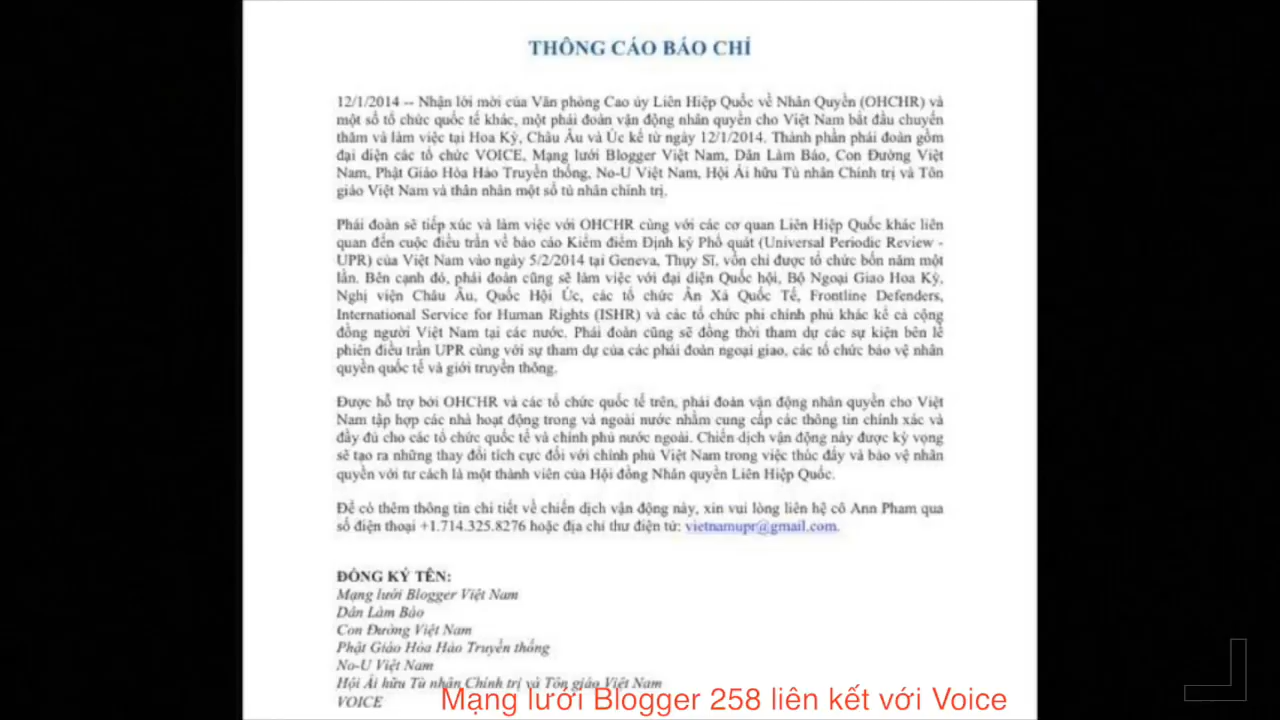 THÔNG CÁO BÁO CHÍ
12/1/2014 -- Nhận lời mời của Văn phòng Cao ủy Liên Hiệp Quốc về Nhân Quyền (OHCHR) và
một số tổ chức quốc tế khác, một phái đoàn vận động nhân quyền cho Việt Nam bắt đầu chuyến
thăm và làm việc tại Hoa Kỳ, Châu Âu và Úc kể từ ngày 12/1/2014. Thành phần phái đoàn gồm
đại diện các tổ chức VOICE, Mạng lưới Blogger Việt Nam, Dân Làm Báo, Con Đường Việt
Nam, Phật Giáo Hòa Hảo Truyền thống, No-U Việt Nam, Hội Ái hữu Tù nhân Chính trị và Tôn
giáo Việt Nam và thân nhân một số tù nhân chính trị.
Phái đoàn sẽ tiếp xúc và làm việc với OHCHR cùng với các cơ quan Liên Hiệp Quốc khác liên
quan đến cuộc điều trần về báo cáo Kiểm điểm Định kỳ Phổ quát (Universal Periodic Review -
UPR) của Việt Nam vào ngày 5/2/2014 tại Geneva, Thụy Sĩ, vốn chỉ được tổ chức bốn năm một
lần. Bên cạnh đó, phái đoàn cũng sẽ làm việc với đại diện Quốc hội, Bộ Ngoại Giao Hoa Kỳ,
Nghị viện Châu Âu, Quốc Hội Úc, các tổ chức Ân Xá Quốc Tế, Frontline Defenders,
International Service for Human Rights (ISHR) và các tổ chức phi chính phủ khác kể cả cộng
đồng người Việt Nam tại các nước. Phái đoàn cũng sẽ đồng thời tham dự các sự kiện bên lề
phiên điều trần UPR cùng với sự tham dự của các phái đoàn ngoại giao, các tổ chức bảo vệ nhân
quyền quốc tế và giới truyền thông.
Được hỗ trợ bởi OHCHR và các tổ chức quốc tế trên, phái đoàn vận động nhân quyền cho Việt
Nam tập hợp các nhà hoạt động trong và ngoài nước nhằm cung cấp các thông tin chính xác và
đầy đủ cho các tổ chức quốc tế và chính phủ nước ngoài. Chiến dịch vận động này được kỳ vọng
sẽ tạo ra những thay đổi tích cực đối với chính phủ Việt Nam trong việc thúc đẩy và bảo vệ nhân
quyền với tư cách là một thành viên của Hội đồng Nhân quyền Liên Hiệp Quốc.
Để có thêm thông tin chi tiết về chiến dịch vận động này, xin vui lòng liên hệ cô Ann Pham qua
số điện thoại +1.714.325.8276 hoặc địa chỉ thư điện tử: vietnamupr@gmail.com.
ĐỒNG KÝ TÊN:
Mạng lưới Blogger Việt Nam
Dân Làm Báo
Con Đường Việt Nam
Phật Giáo Hòa Hảo Truyền thống
No-U Việt Nam
Hội Ái hữu Tù nhân Chính trị và Tôn giáo Việt Nam
VOICE
Mạng lưới Blogger 258 liên kết với Voice